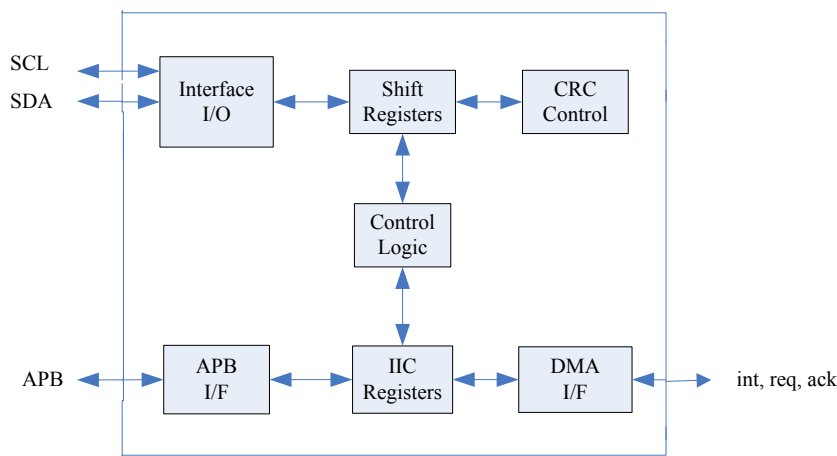 SCL
SDA
Interface
I/O
Shift
Registers
CRC
Control
Control
Logic
APB
APB
I/F
IIC
Registers
DMA
I/F
int, req, ack